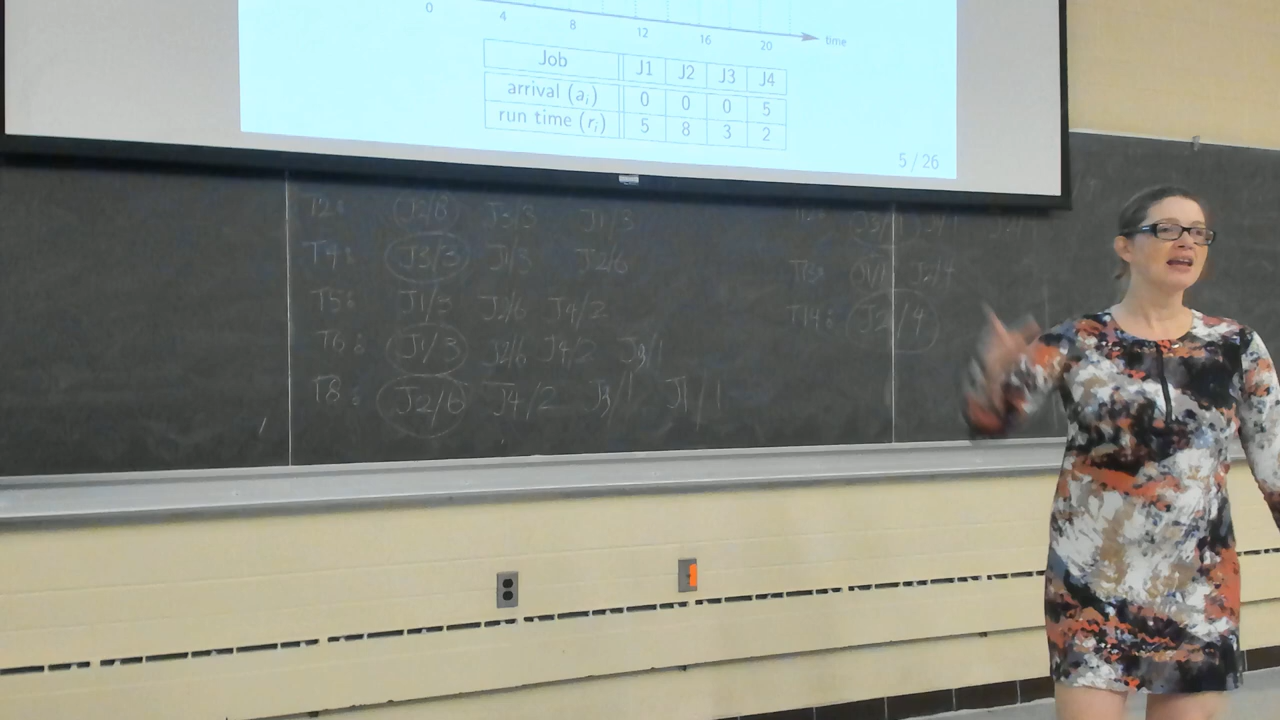 0 4 8 12 16 20 time
Job J1 J2 J3 J4
arrival (aᵢ) 0 0 0 5
run time (rᵢ) 5 8 3 2
5 / 26
T2: J2/8 J3/3 J1/3
T4: J3/3 J1/3 J2/6
T5: J1/3 J2/6 J4/2
T6: J1/3 J2/6 J4/2 J3/1
T8: J2/6 J4/2 J3/1 J1/1
T13: J1/1 J2/4
T14: J2/4